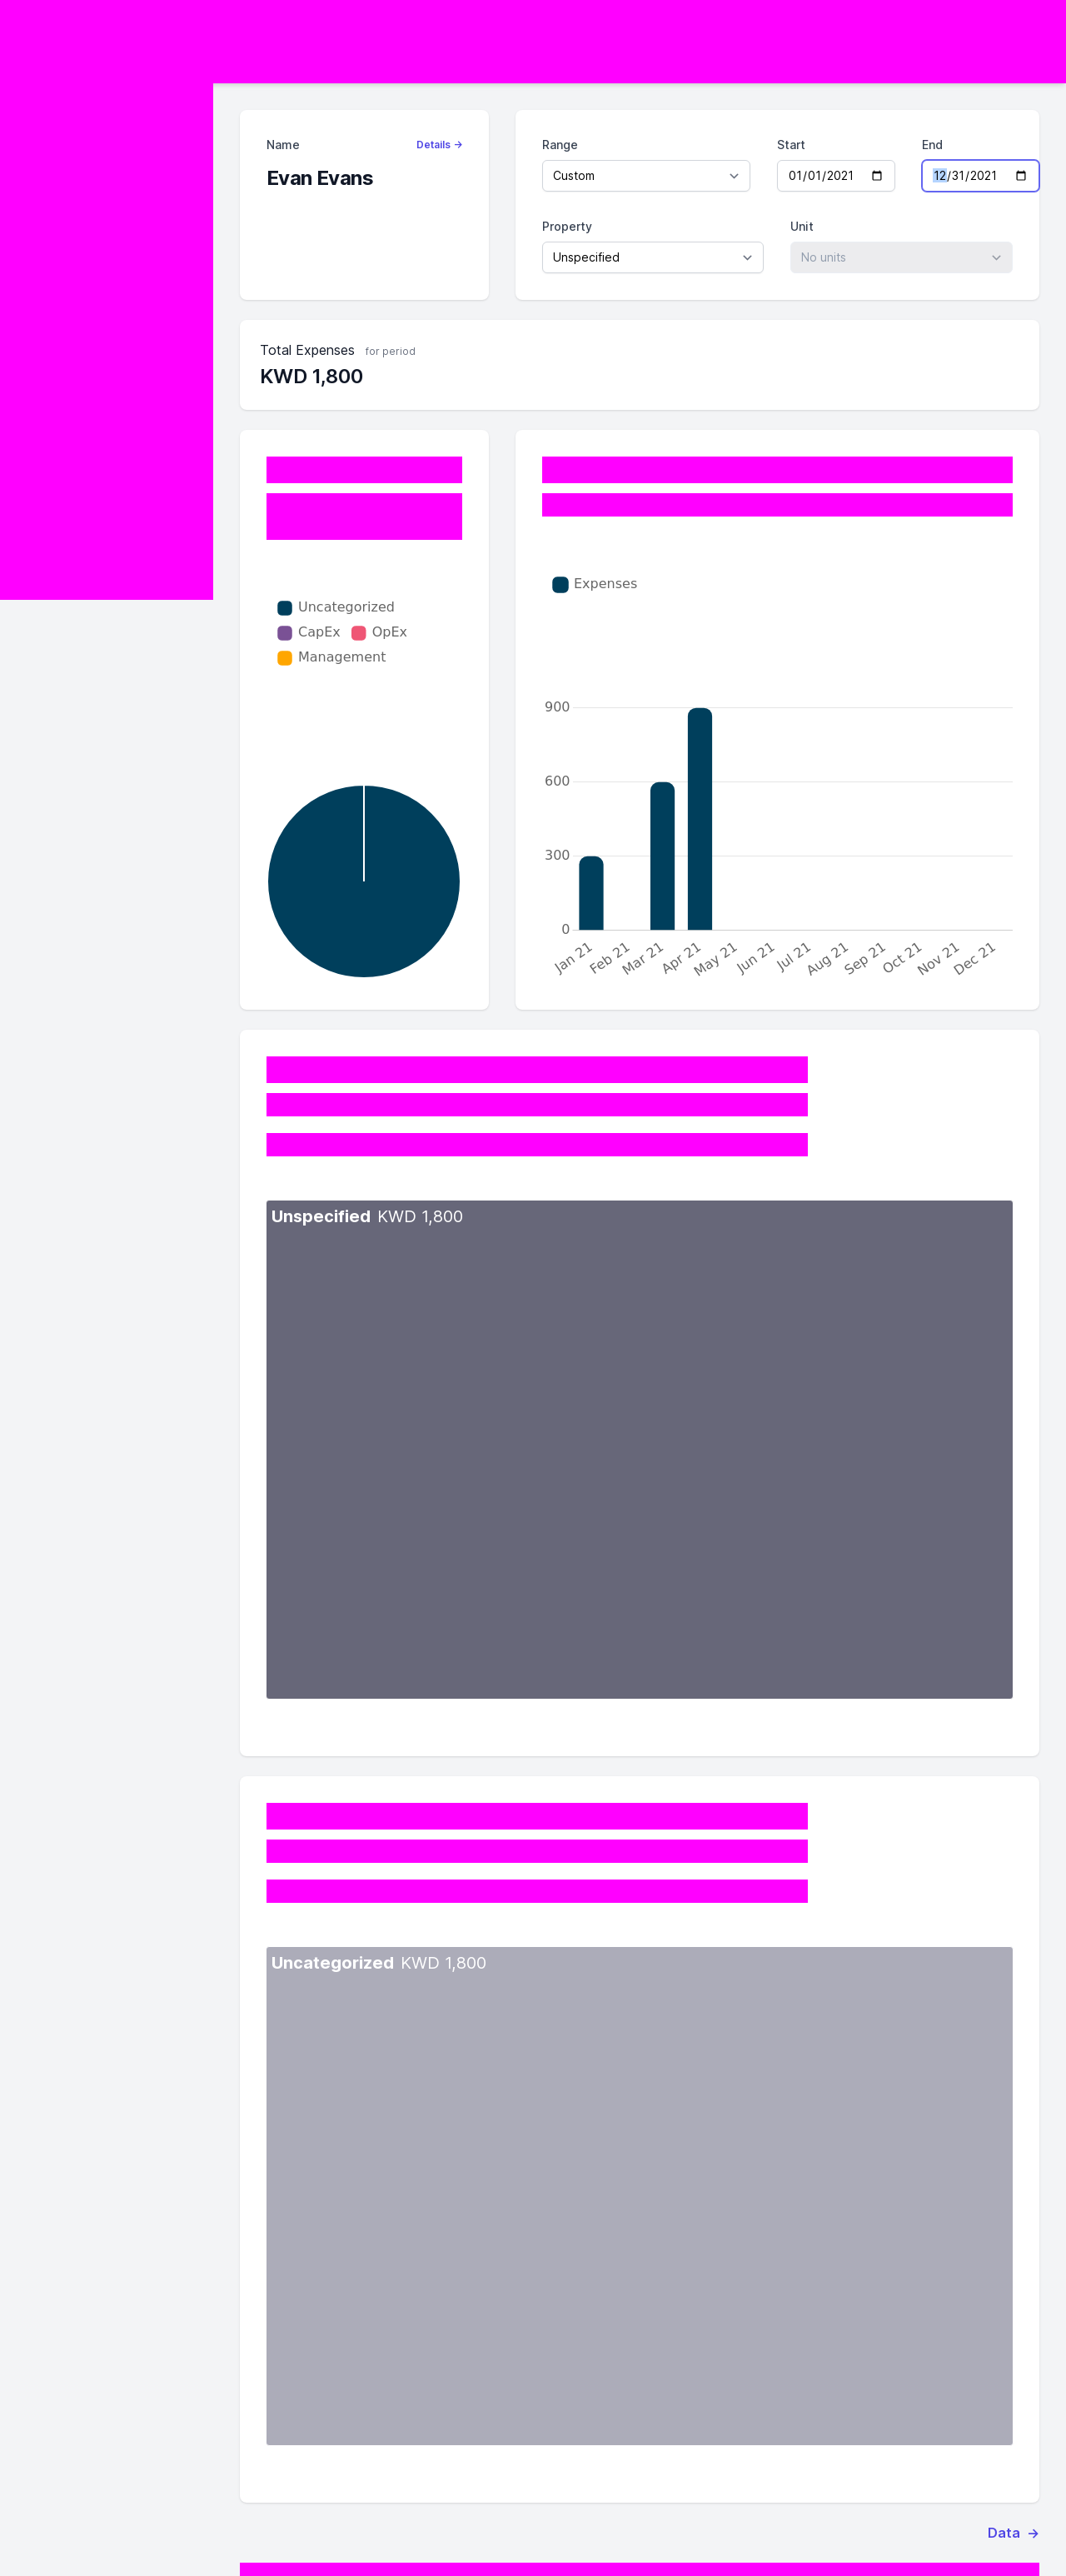 Name
Details →
Evan Evans
Range
Start
End
Custom
01/01/2021
12/31/2021
Property
Unit
Unspecified
No units
Total Expenses for period
KWD 1,800
Uncategorized
CapEx
OpEx
Management
Expenses
900
600
300
0
Jan 21
Feb 21
Mar 21
Apr 21
May 21
Jun 21
Jul 21
Aug 21
Sep 21
Oct 21
Nov 21
Dec 21
Unspecified KWD 1,800
Uncategorized KWD 1,800
Data →